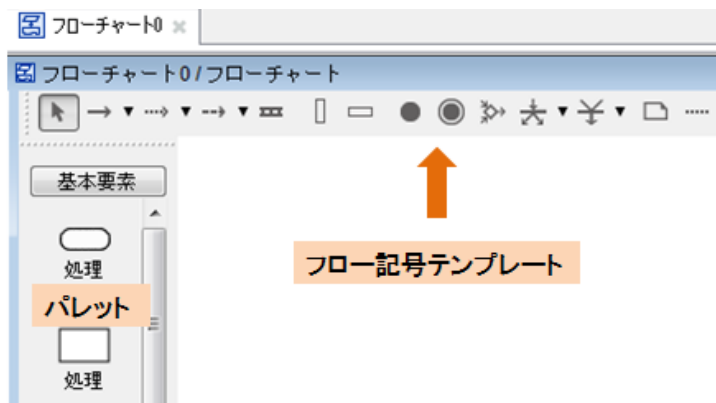 フローチャート0
フローチャート0/フローチャート
基本要素
処理
フロー記号テンプレート
パレット
処理